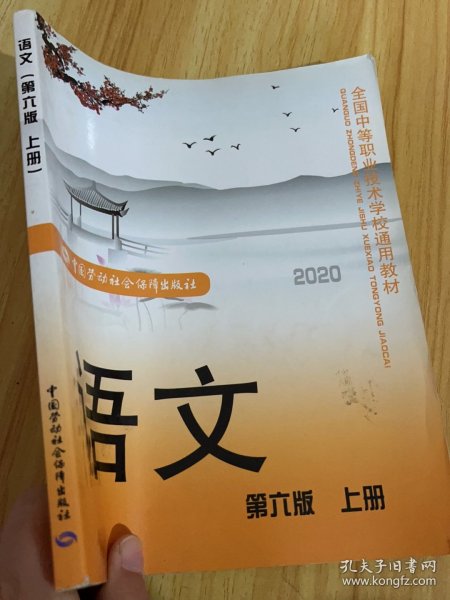 语文（第六版 上册）
全国中等职业技术学校通用教材
QUANGUO ZHONGDENG ZHIYE JISHU XUEXIAO TONGYONG JIAOCAI
中国劳动社会保障出版社
2020
语文
第六版 上册
中国劳动社会保障出版社
孔夫子旧书网
www.kongfz.com